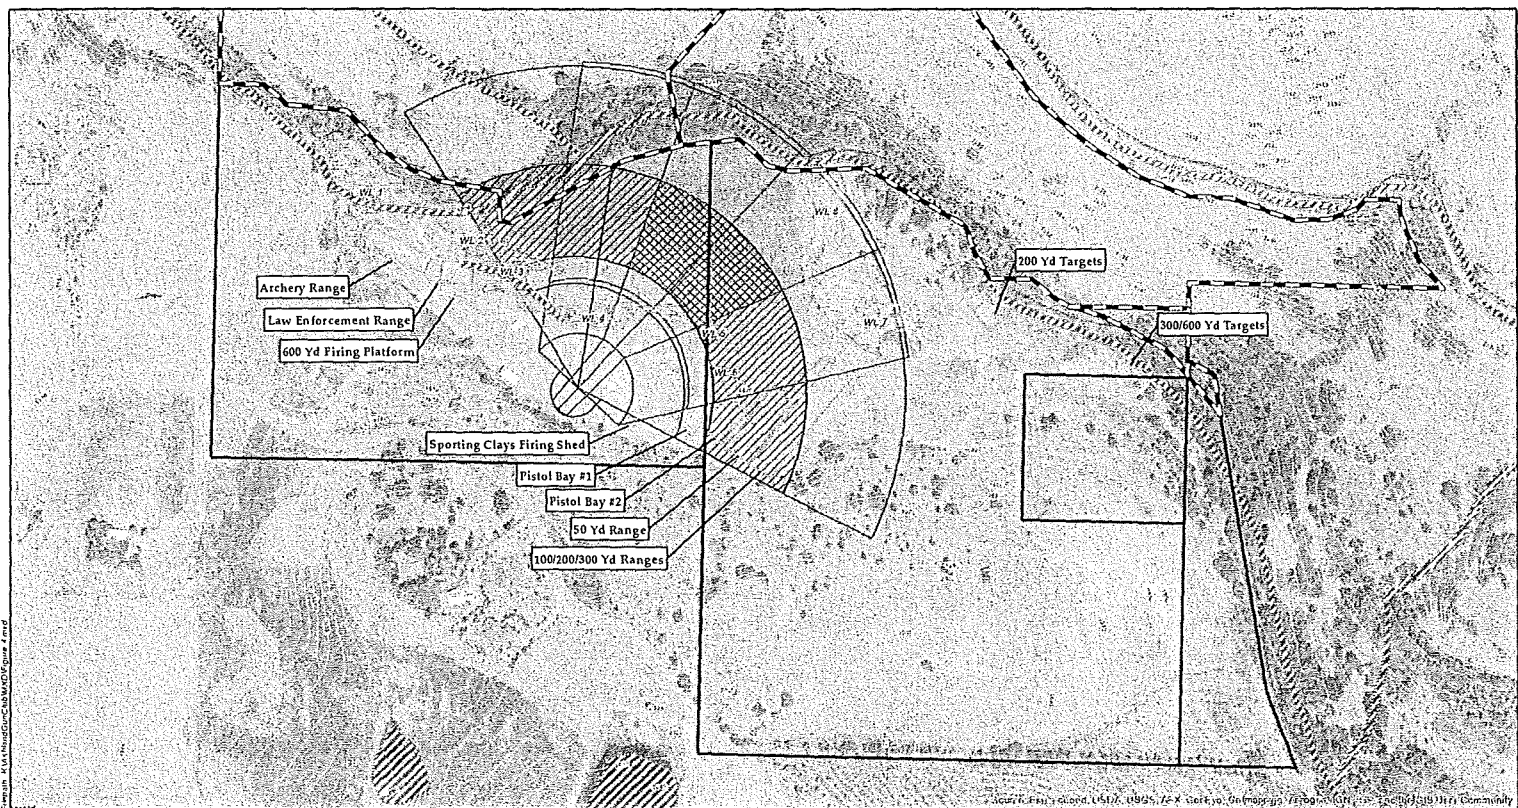 WL 1
WL 8
WL 2
200 Yd Targets
WL 3
Archery Range
Law Enforcement Range
WL 4
WL 7
300/600 Yd Targets
600 Yd Firing Platform
WL 6
Sporting Clays Firing Shed
Pistol Bay #1
Pistol Bay #2
50 Yd Range
100/200/300 Yd Ranges
Community